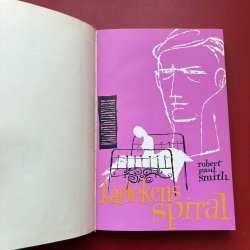 robert
paul
smith
kärlekens
spiral